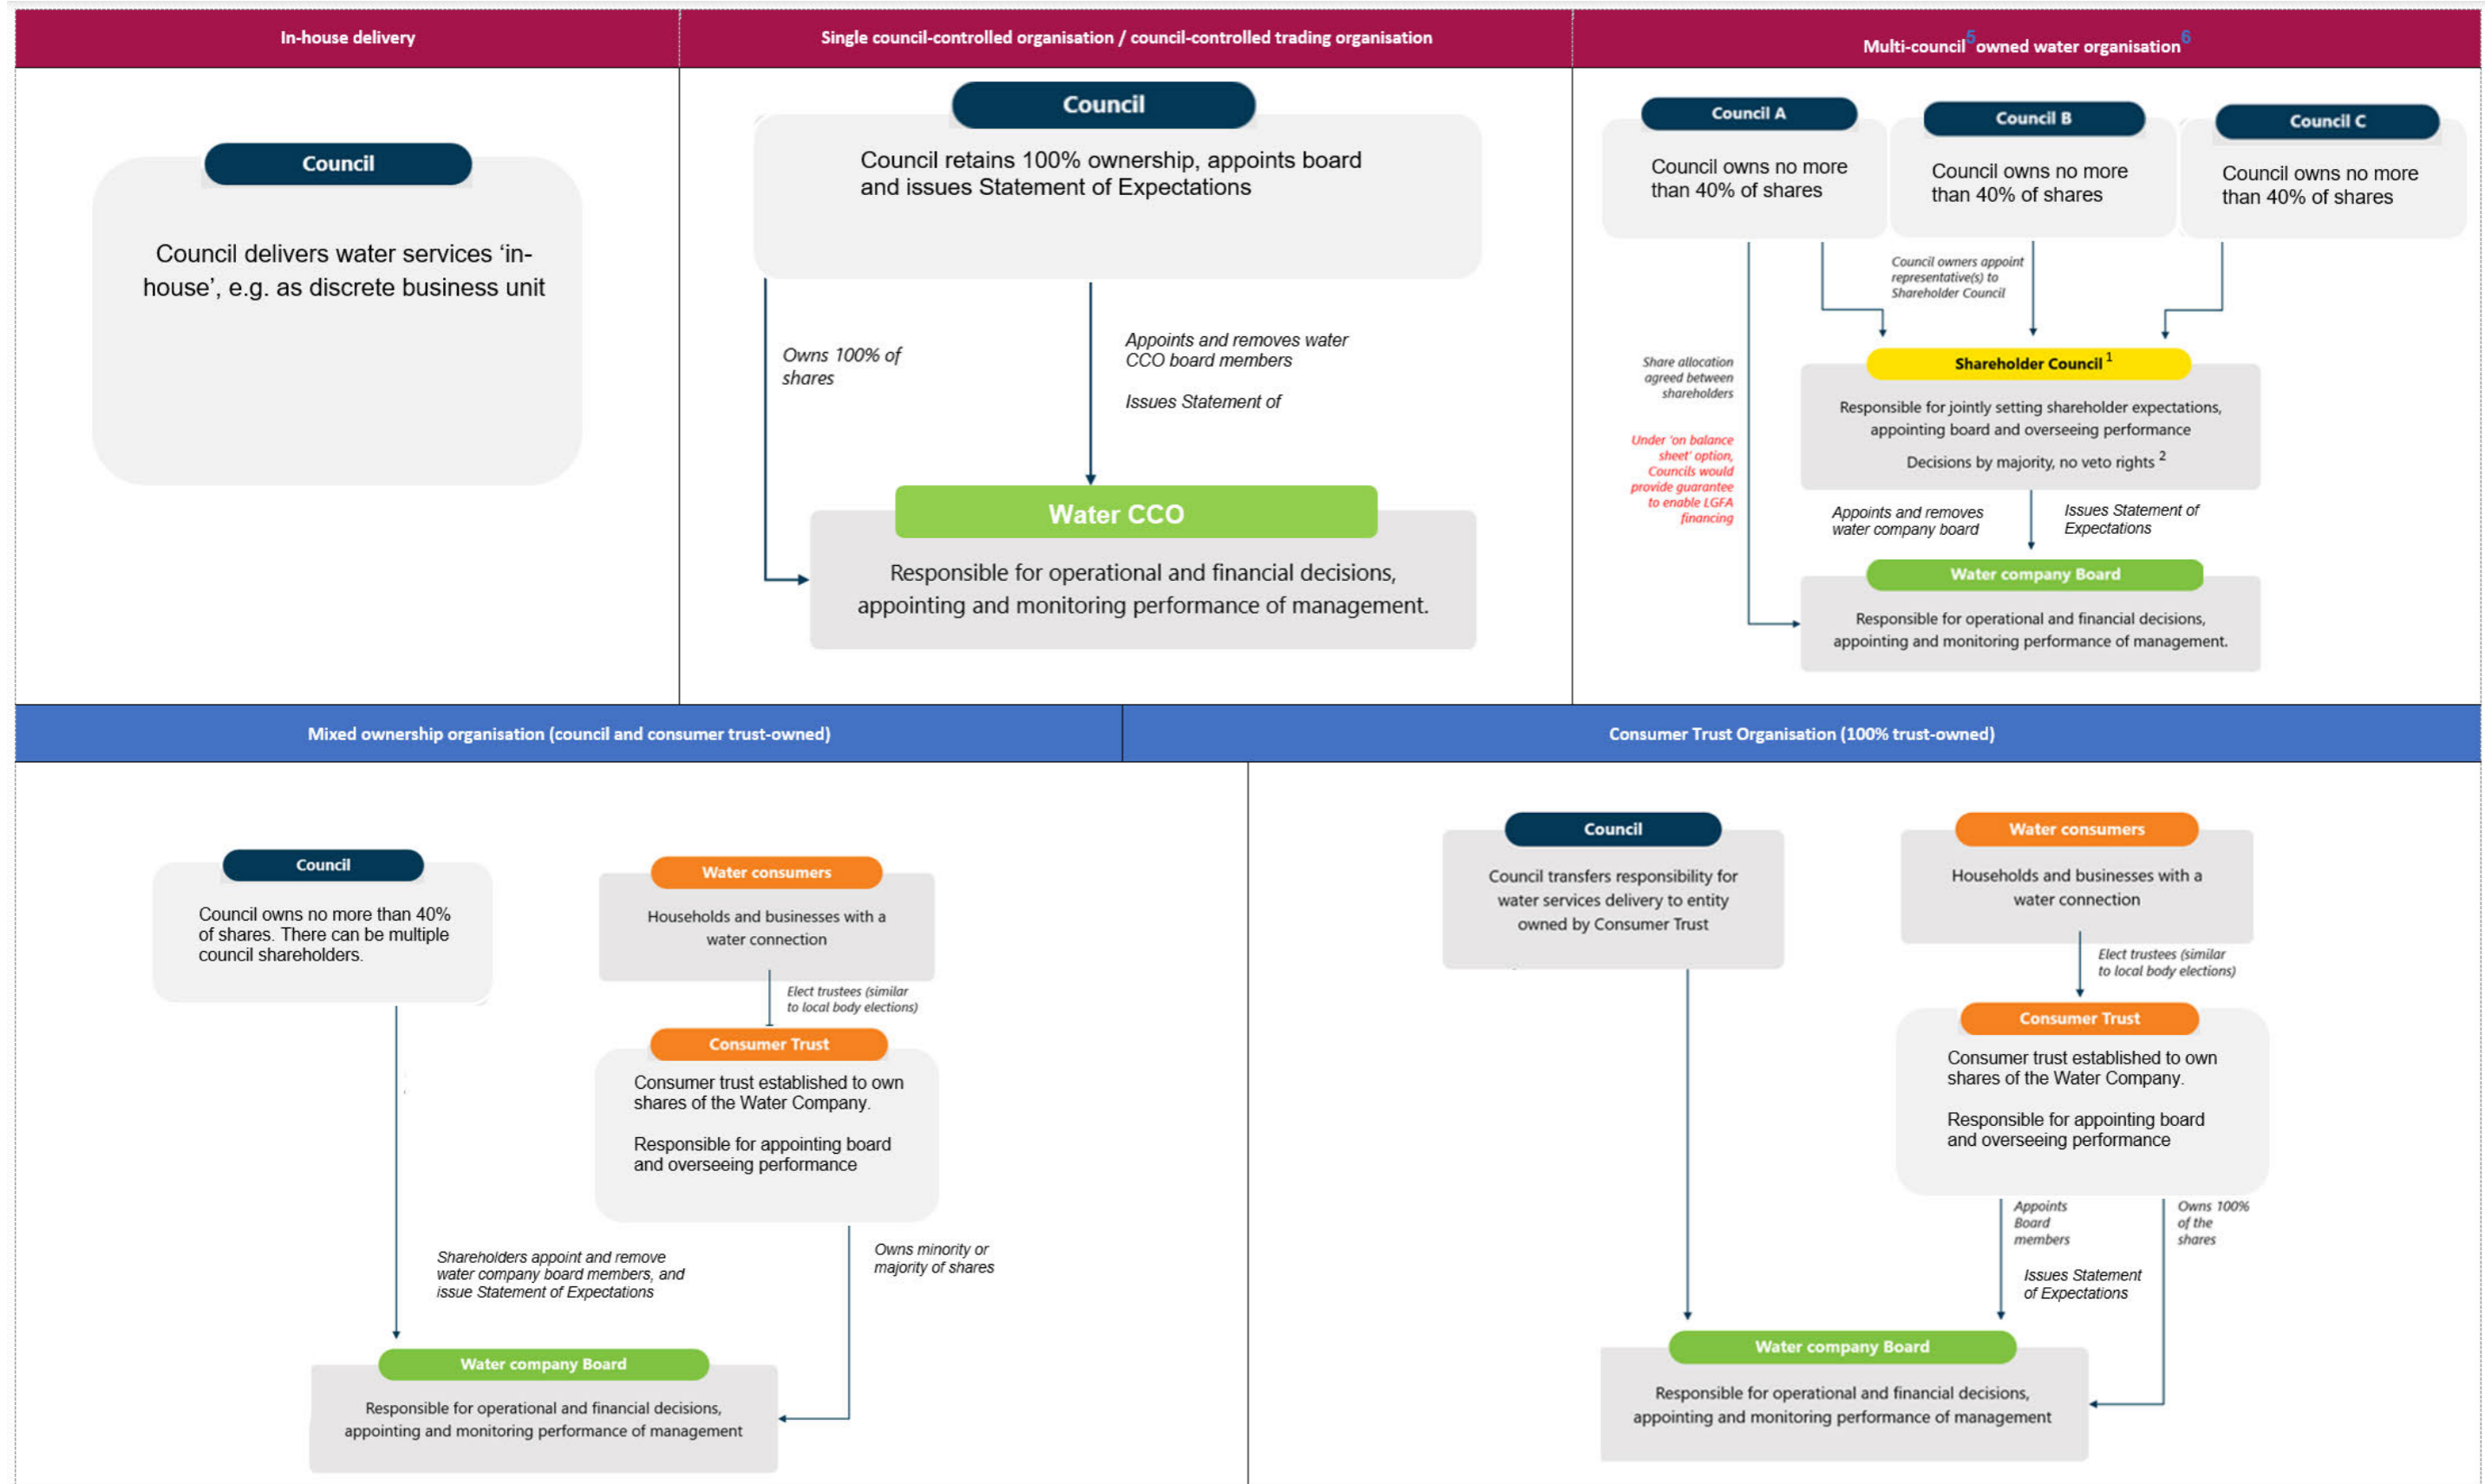 In-house delivery
Single council-controlled organisation / council-controlled trading organisation
Multi-council5 owned water organisation6
Council
Council delivers water services ‘in-
house’, e.g. as discrete business unit
Council
Council retains 100% ownership, appoints board
and issues Statement of Expectations
Owns 100% of
shares
Appoints and removes water
CCO board members
Issues Statement of
Water CCO
Responsible for operational and financial decisions,
appointing and monitoring performance of management.
Council A
Council owns no more
than 40% of shares
Council B
Council owns no more
than 40% of shares
Council C
Council owns no more
than 40% of shares
Council owners appoint
representative(s) to
Shareholder Council
Share allocation
agreed between
shareholders
Under ‘on balance
sheet’ option,
Councils would
provide guarantee
to enable LGFA
financing
Shareholder Council 1
Responsible for jointly setting shareholder expectations,
appointing board and overseeing performance
Decisions by majority, no veto rights 2
Appoints and removes
water company board
Issues Statement of
Expectations
Water company Board
Responsible for operational and financial decisions,
appointing and monitoring performance of management.
Mixed ownership organisation (council and consumer trust-owned)
Consumer Trust Organisation (100% trust-owned)
Council
Council owns no more than 40%
of shares. There can be multiple
council shareholders.
Water consumers
Households and businesses with a
water connection
Elect trustees (similar
to local body elections)
Consumer Trust
Consumer trust established to own
shares of the Water Company.
Responsible for appointing board
and overseeing performance
Shareholders appoint and remove
water company board members, and
issue Statement of Expectations
Owns minority or
majority of shares
Water company Board
Responsible for operational and financial decisions,
appointing and monitoring performance of management
Council
Council transfers responsibility for
water services delivery to entity
owned by Consumer Trust
Water consumers
Households and businesses with a
water connection
Elect trustees (similar
to local body elections)
Consumer Trust
Consumer trust established to own
shares of the Water Company.
Responsible for appointing board
and overseeing performance
Appoints
Board
members
Owns 100%
of the
shares
Issues Statement
of Expectations
Water company Board
Responsible for operational and financial decisions,
appointing and monitoring performance of management